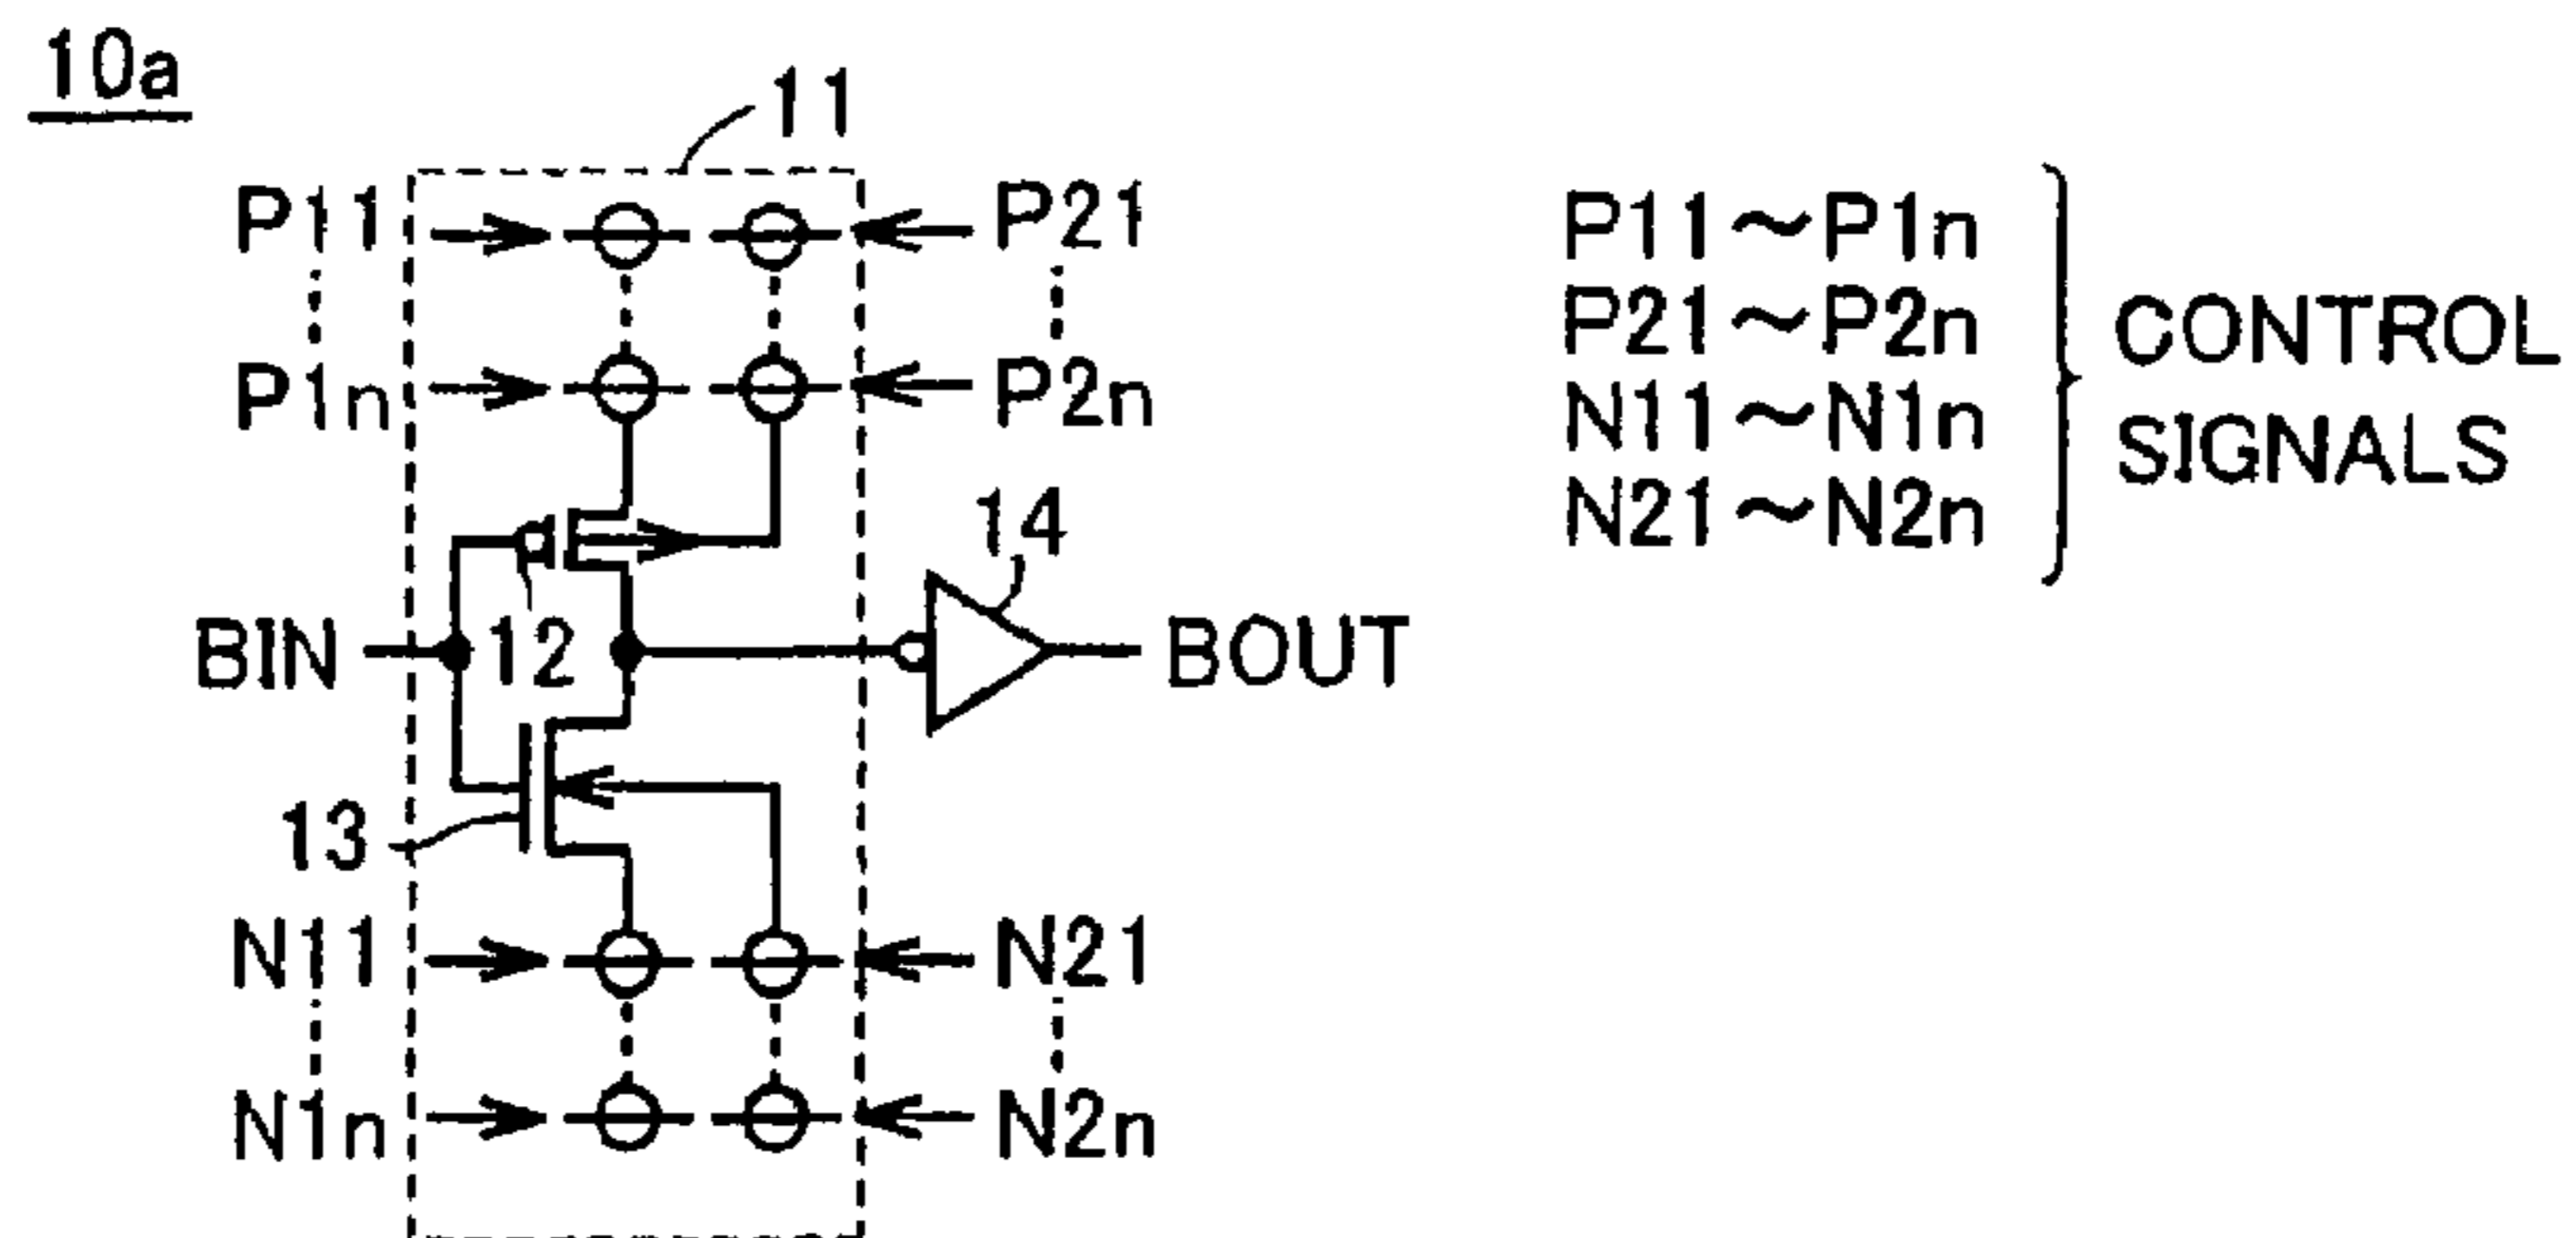 10a
11
P11
P21
P1n
P2n
14
BIN
12
BOUT
13
N11
N21
N1n
N2n
P11~P1n
P21~P2n
N11~N1n
N21~N2n
CONTROL
SIGNALS